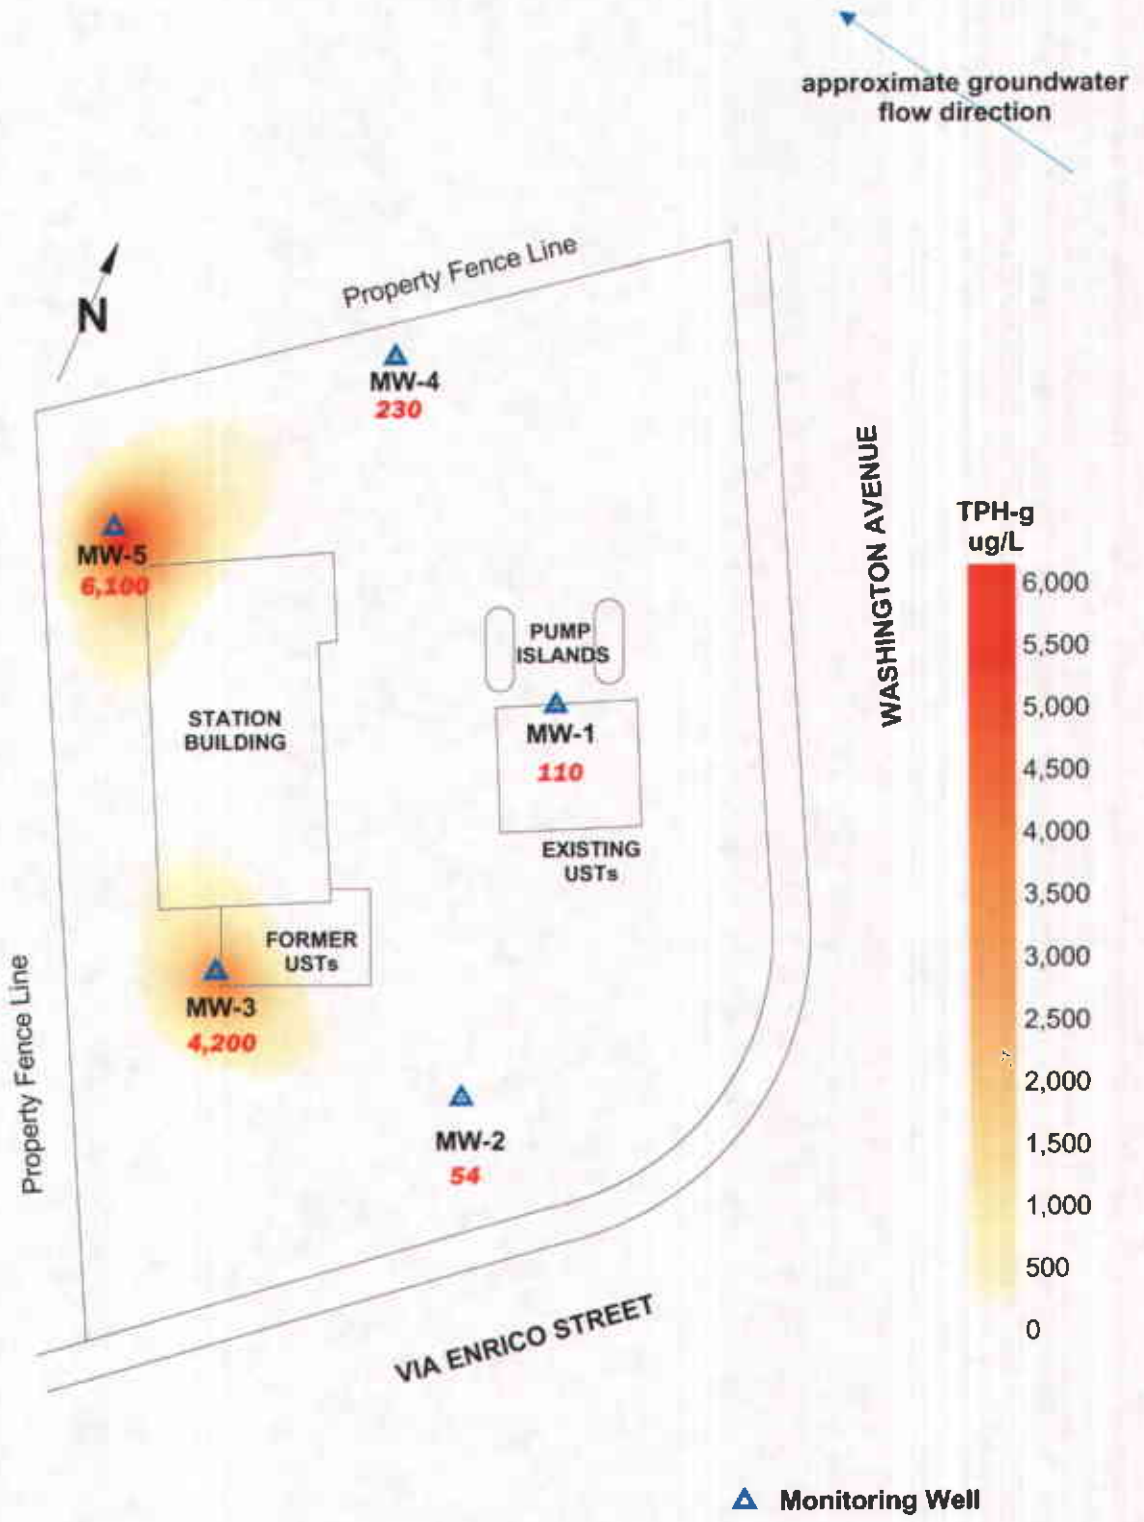 approximate groundwater
flow direction
N
Property Fence Line
MW-4
230
MW-5
6,100
PUMP
ISLANDS
STATION
BUILDING
MW-1
110
EXISTING
USTs
FORMER
USTs
MW-3
4,200
MW-2
54
Property Fence Line
VIA ENRICO STREET
WASHINGTON AVENUE
TPH-g
ug/L
6,000
5,500
5,000
4,500
4,000
3,500
3,000
2,500
2,000
1,500
1,000
500
0
Monitoring Well